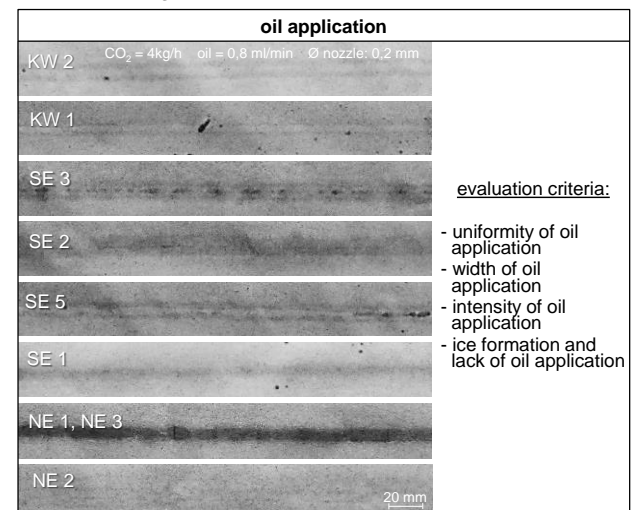 oil application
KW 2
CO₂ = 4kg/h oil = 0,8 ml/min Ø nozzle: 0,2 mm
KW 1
SE 3
SE 2
SE 5
SE 1
NE 1, NE 3
NE 2
20 mm
evaluation criteria:
- uniformity of oil
application
- width of oil
application
- intensity of oil
application
- ice formation and
lack of oil application